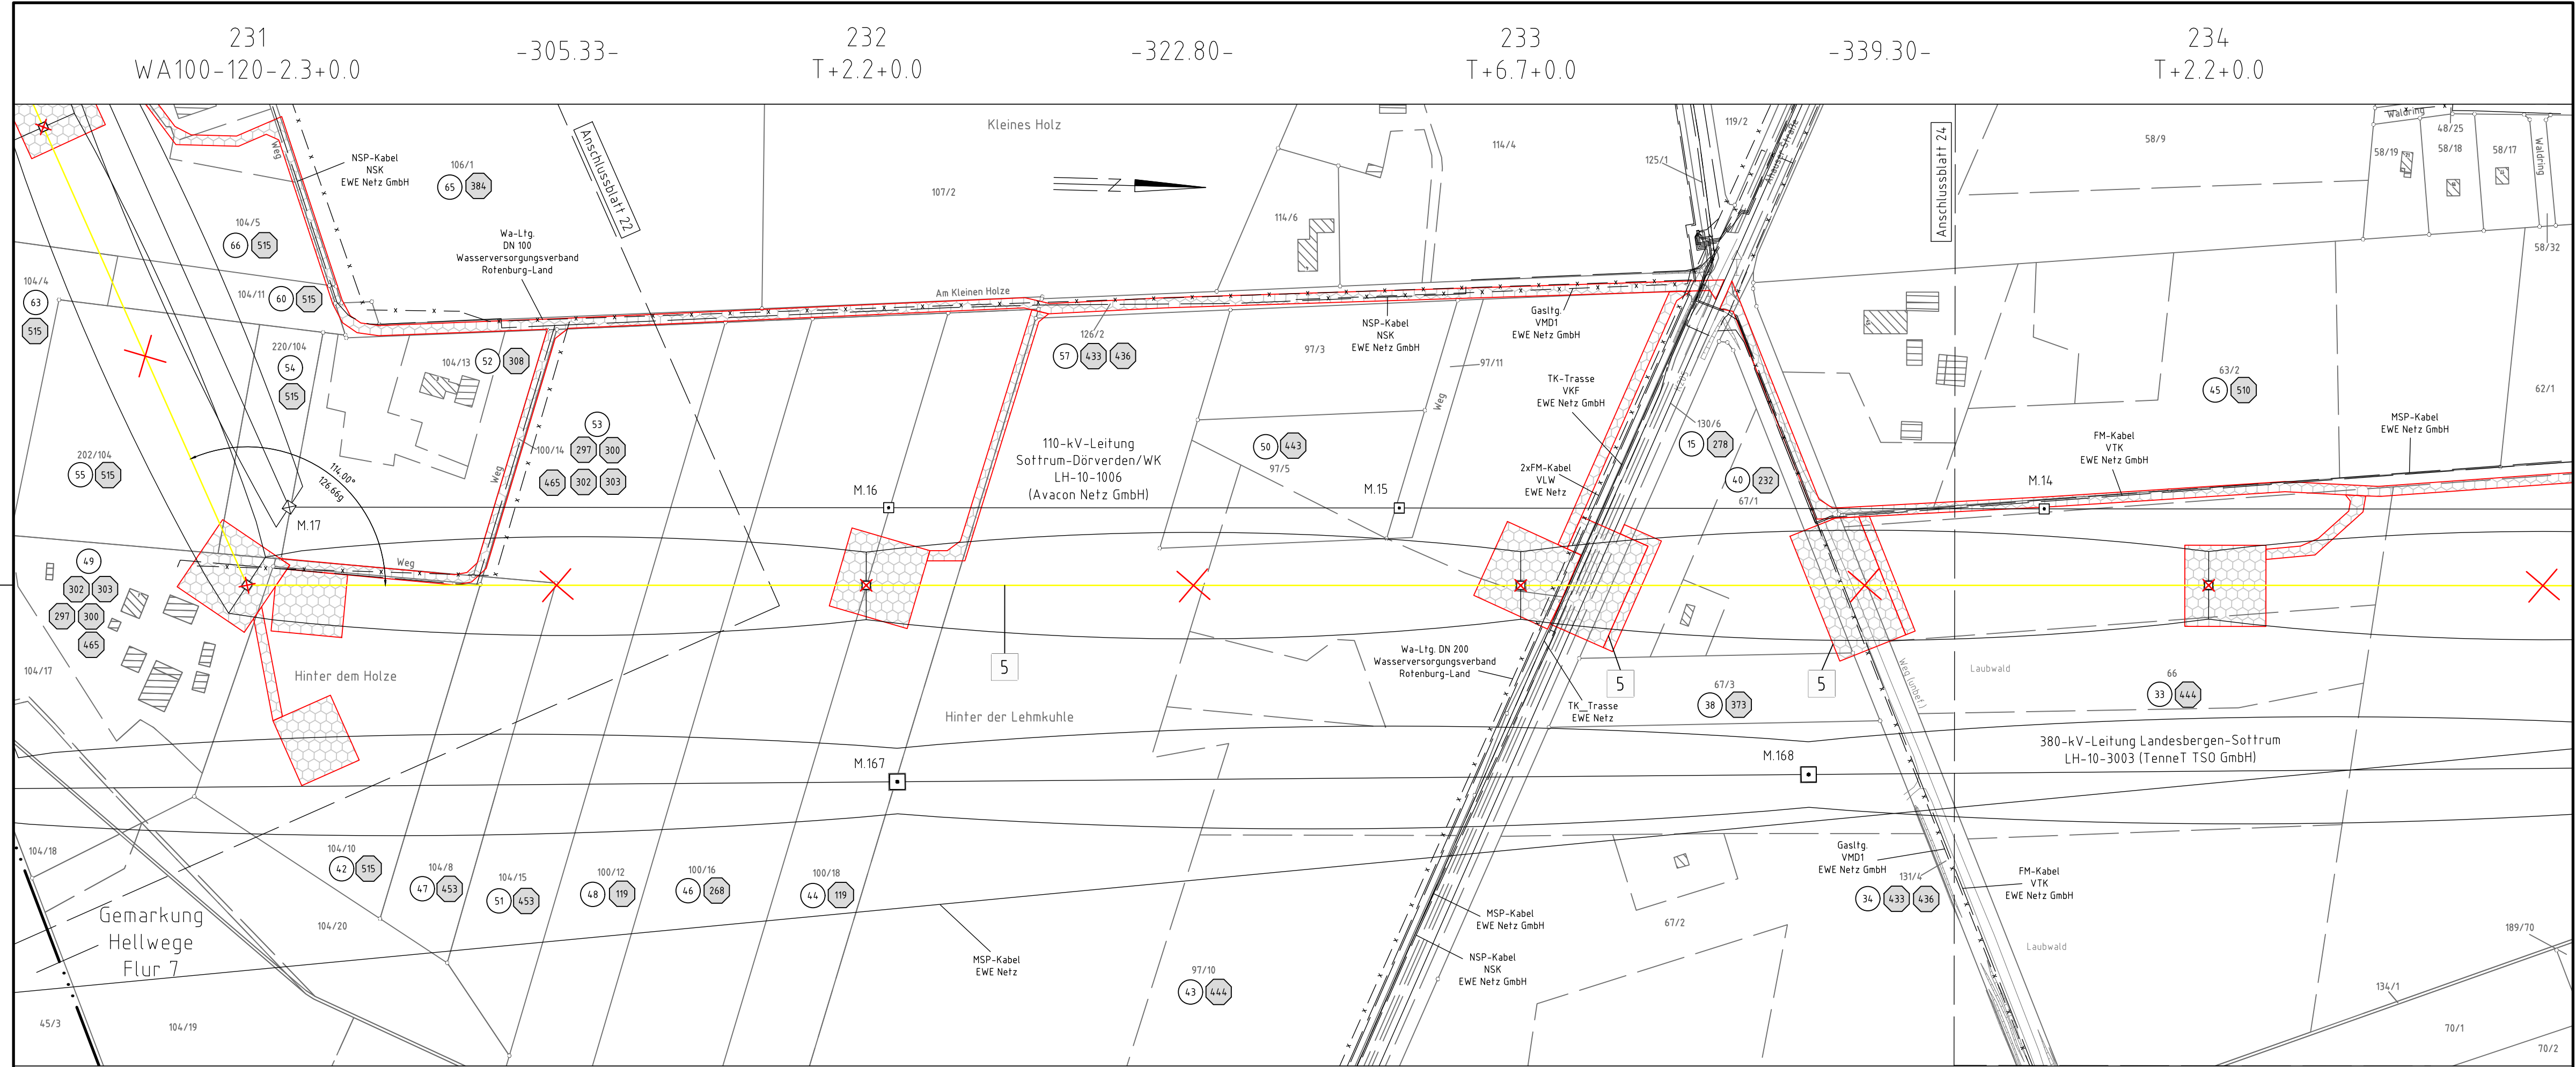 231
WA100-120-2.3+0.0
-305.33-
232
T+2.2+0.0
-322.80-
233
T+6.7+0.0
-339.30-
234
T+2.2+0.0
Kleines Holz
N
Anschlussblatt 22
Anschlussblatt 24
Weg
NSP-Kabel
NSK
EWE Netz GmbH
106/1
65 384
104/5
66 515
104/4
63
515
104/11
60 515
220/104
54
515
Wa-Ltg.
DN 100
Wasserversorgungsverband
Rotenburg-Land
107/2
114/6
114/4
125/1
119/2
Ahauser Straße
58/9
Waldring
48/25
58/19
58/18
58/17
Waldring
58/32
Am Kleinen Holze
104/13
52 308
126/2
57 433 436
NSP-Kabel
NSK
EWE Netz GmbH
Gasltg.
VMD1
EWE Netz GmbH
97/3
97/11
Weg
TK-Trasse
VKF
EWE Netz GmbH
130/6
15 278
40 232
67/1
63/2
45 510
62/1
MSP-Kabel
EWE Netz GmbH
FM-Kabel
VTK
EWE Netz GmbH
202/104
55 515
114.00°
126.66g
100/14
Weg
53
297 300
465 302 303
110-kV-Leitung
Sottrum-Dörverden/WK
LH-10-1006
(Avacon Netz GmbH)
50 443
97/5
2xFM-Kabel
VLW
EWE Netz
M.17
M.16
M.15
M.14
49
302 303
297 300
465
Weg
104/17
Hinter dem Holze
5
Hinter der Lehmkuhle
Wa-Ltg. DN 200
Wasserversorgungsverband
Rotenburg-Land
TK_Trasse
EWE Netz
5
5
67/3
38 373
Weg (unbef.)
Laubwald
66
33 444
M.167
M.168
380-kV-Leitung Landesbergen-Sottrum
LH-10-3003 (TenneT TSO GmbH)
104/18
104/10
42 515
104/8
47 453
104/15
51 453
100/12
48 119
100/16
46 268
100/18
44 119
Gasltg.
VMD1
EWE Netz GmbH
131/4
34 433 436
FM-Kabel
VTK
EWE Netz GmbH
Gemarkung
Hellwege
Flur 7
104/20
MSP-Kabel
EWE Netz
MSP-Kabel
EWE Netz GmbH
67/2
Laubwald
189/70
NSP-Kabel
NSK
EWE Netz GmbH
97/10
43 444
134/1
45/3
104/19
70/1
70/2